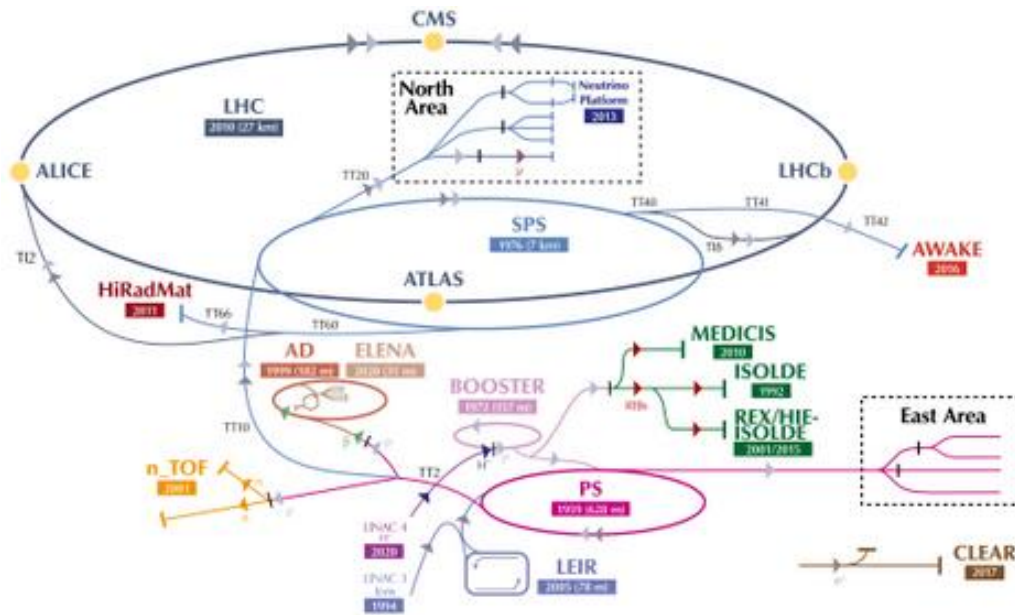 CMS
North
Area
Neutrino
Platform
2013
LHC
2010 (27 km)
ALICE
LHCb
TT20
TT40
TT41
TT42
SPS
1976 (7 km)
TI8
TI2
AWAKE
2016
ATLAS
HiRadMat
2011
TT66
TT60
AD
1999 (182 m)
ELENA
2020 (31 m)
MEDICIS
2010
BOOSTER
1972 (157 m)
ISOLDE
1992
RIBs
REX/HIE-
ISOLDE
2001/2015
East Area
TT10
n_TOF
2001
TT2
PS
1959 (628 m)
LINAC 4
2020
LINAC 3
Ions
1994
LEIR
2005 (78 m)
CLEAR
2017